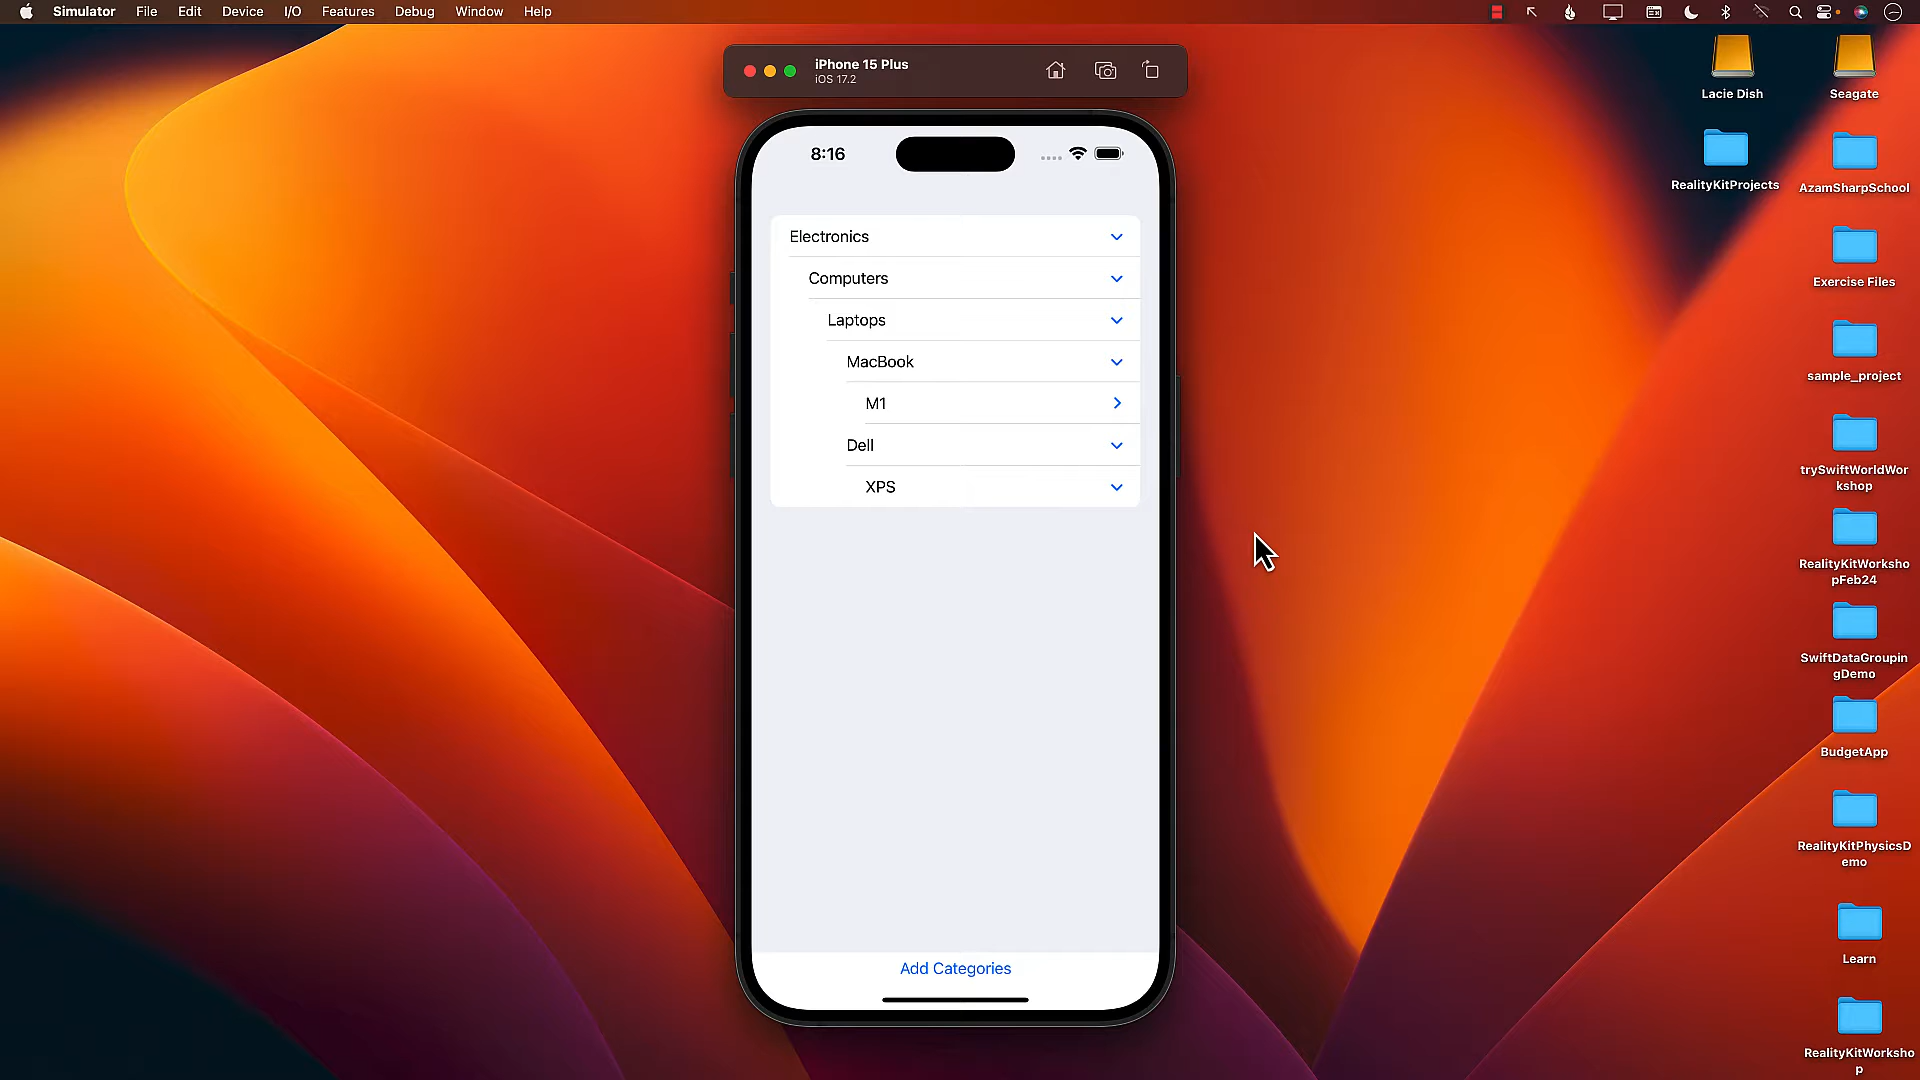 Simulator File Edit Device I/O Features Debug Window Help
iPhone 15 Plus
iOS 17.2
8:16
Electronics
Computers
Laptops
MacBook
M1
Dell
XPS
Add Categories
Lacie Dish
Seagate
RealityKitProjects
AzamSharpSchool
Exercise Files
sample_project
trySwiftWorldWor
kshop
RealityKitWorksho
pFeb24
SwiftDataGroupin
gDemo
BudgetApp
RealityKitPhysicsD
emo
Learn
RealityKitWorksho
p